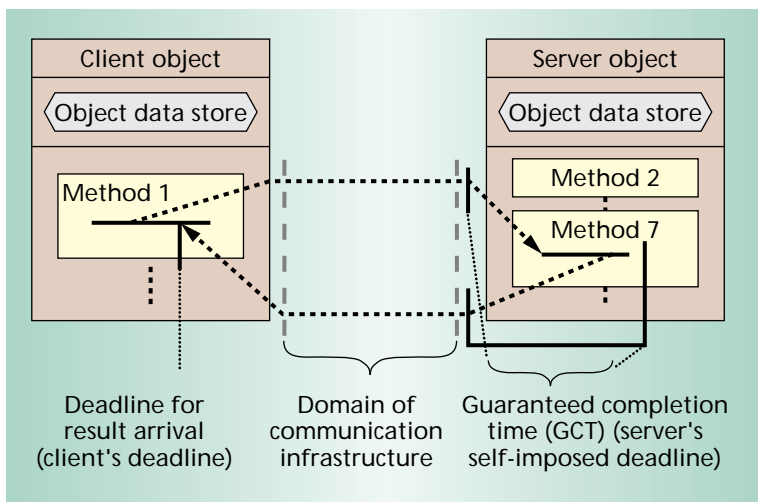 Client object
Object data store
Method 1
Server object
Object data store
Method 2
Method 7
Deadline for
result arrival
(client's deadline)
Domain of
communication
infrastructure
Guaranteed completion
time (GCT) (server's
self-imposed deadline)